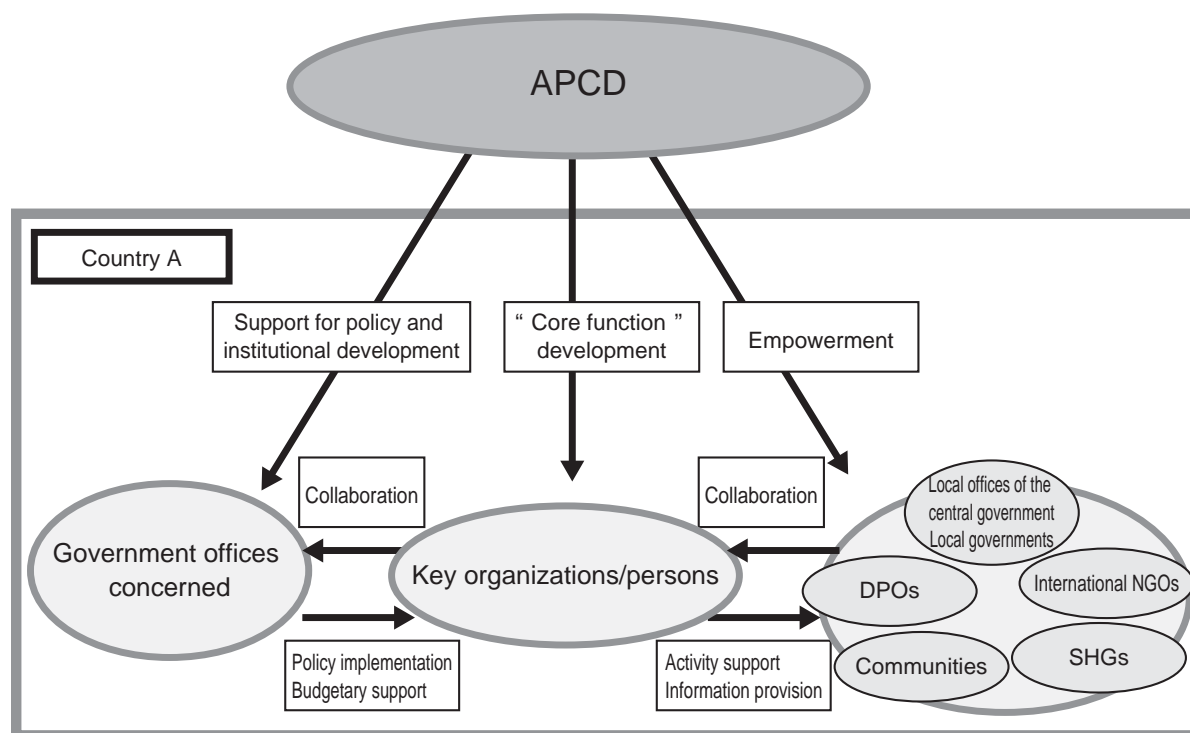 APCD
Country A
Support for policy and
institutional development
“ Core function ”
development
Empowerment
Collaboration
Collaboration
Local offices of the
central government
Local governments
Government offices
concerned
Key organizations/persons
DPOs
International NGOs
Communities
SHGs
Policy implementation
Budgetary support
Activity support
Information provision